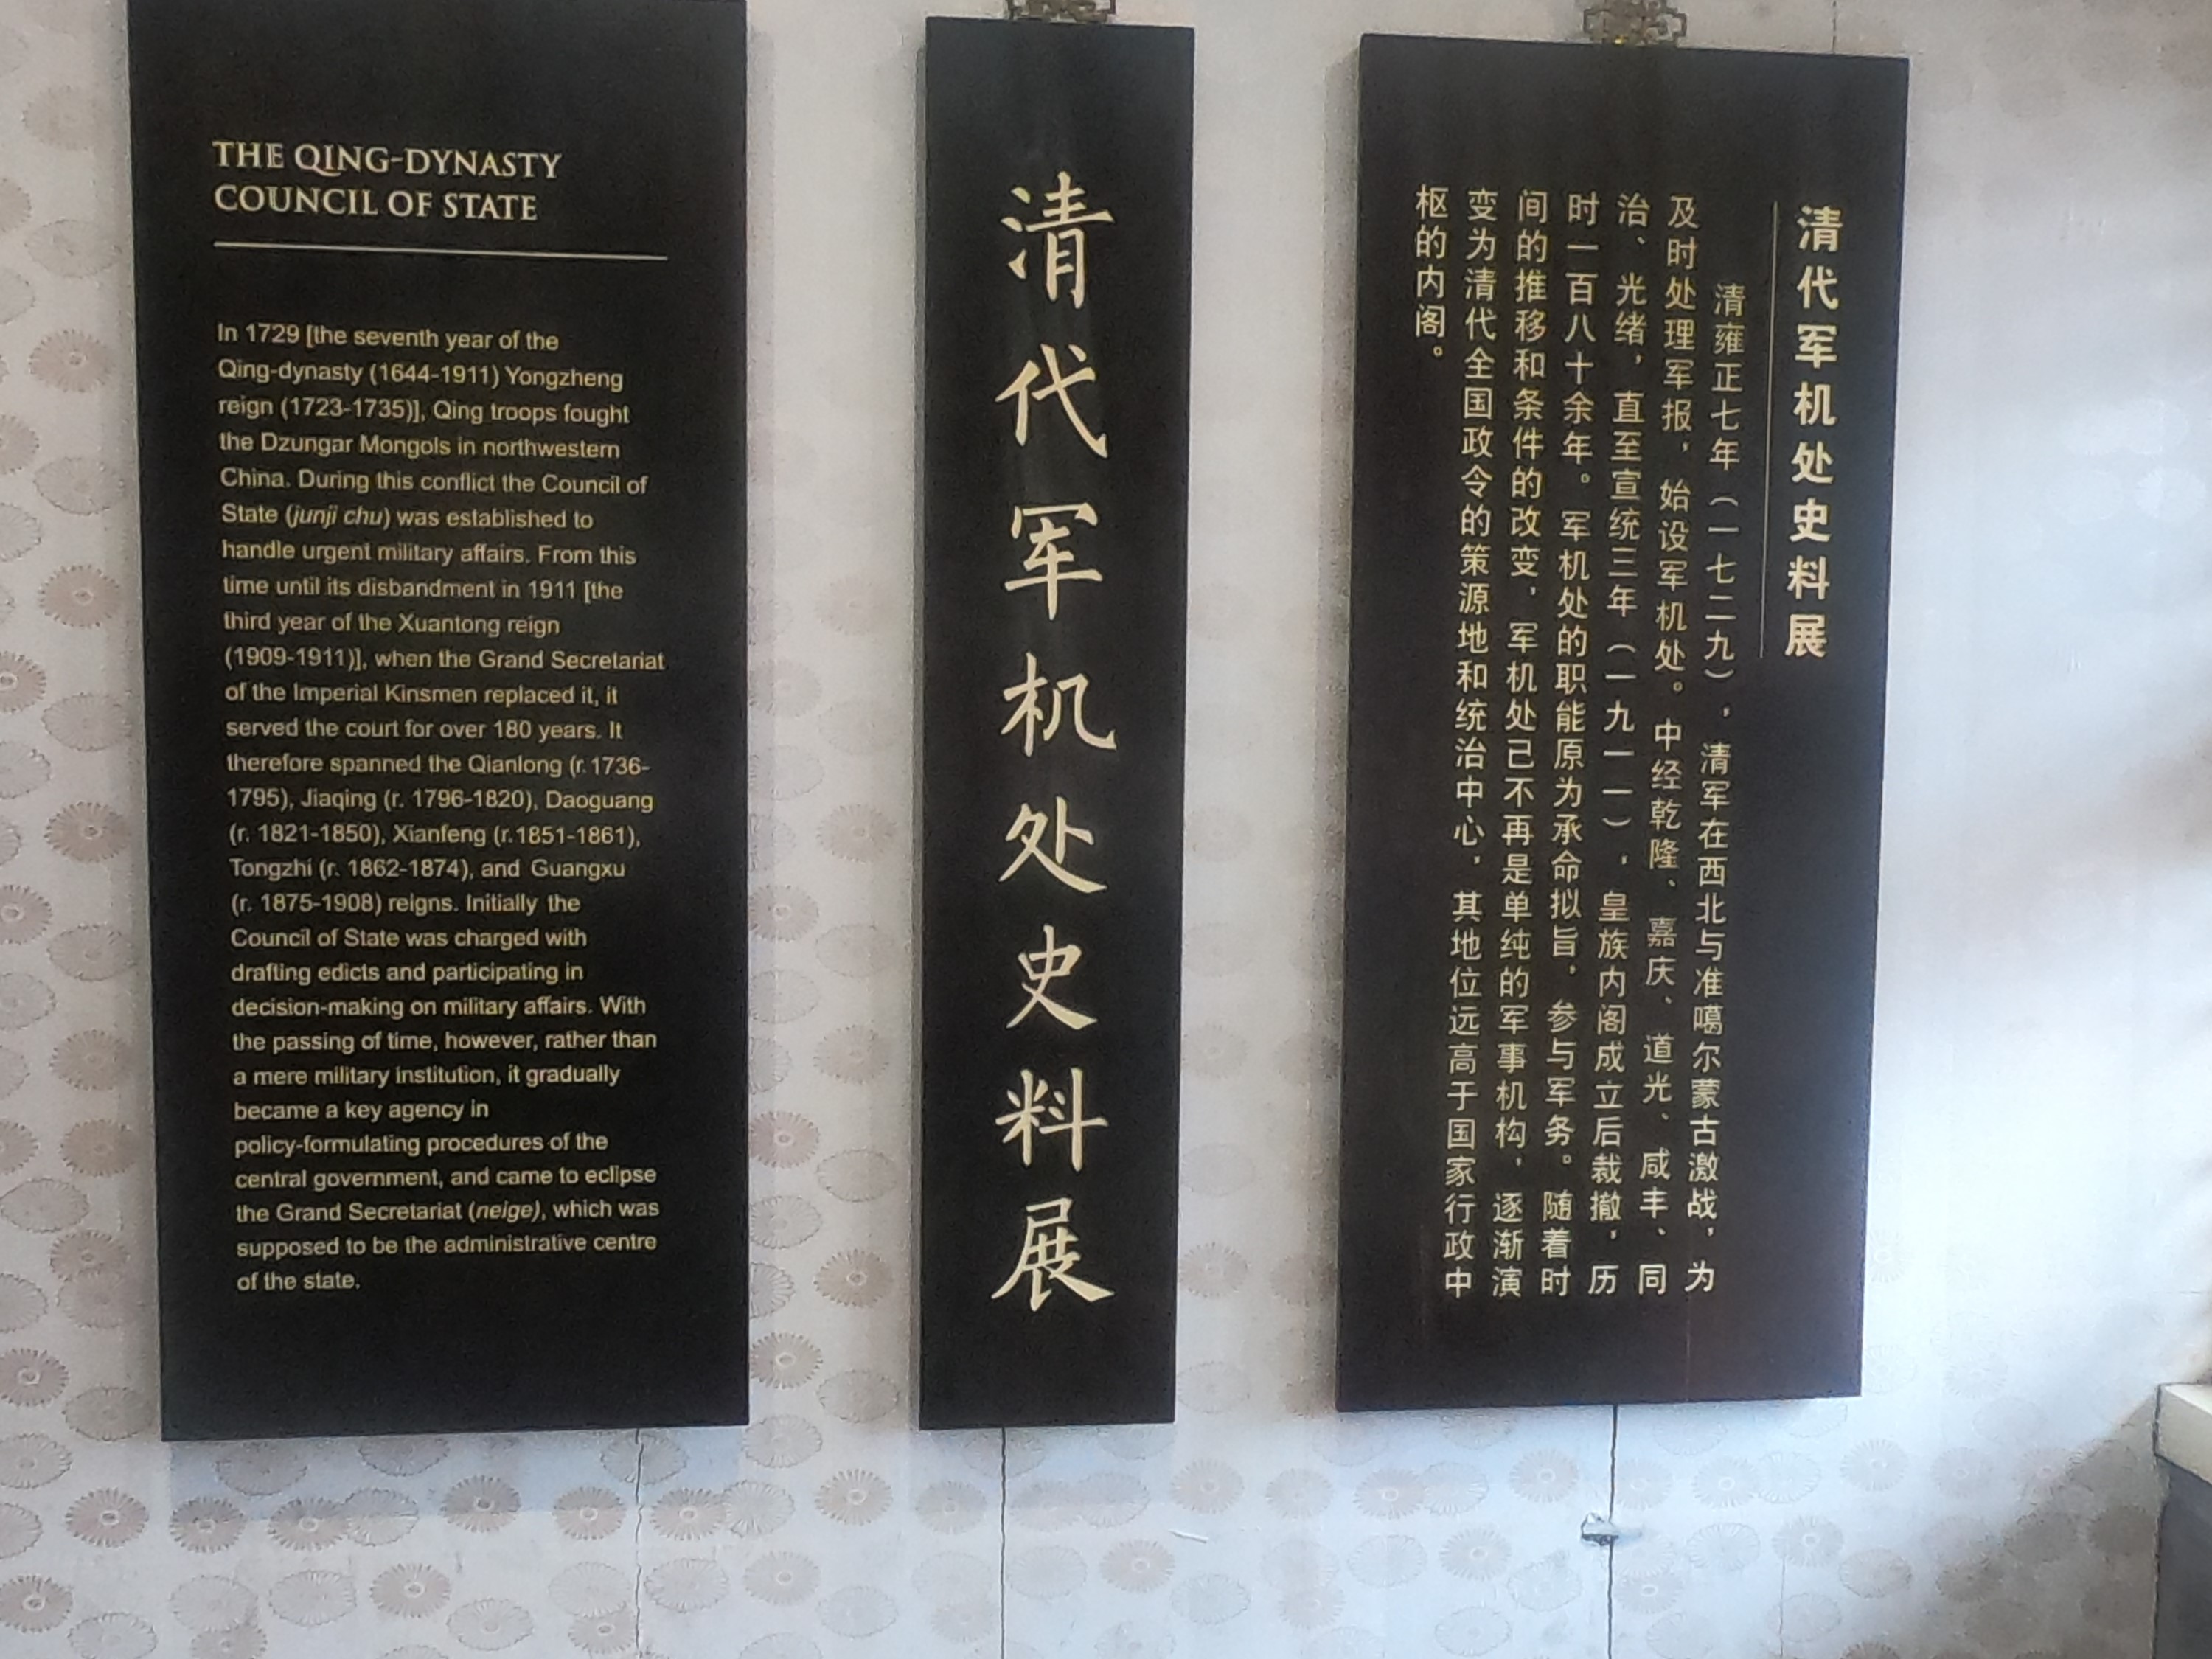 THE QING-DYNASTY
COUNCIL OF STATE
In 1729 [the seventh year of the
Qing-dynasty (1644-1911) Yongzheng
reign (1723-1735)], Qing troops fought
the Dzungar Mongols in northwestern
China. During this conflict the Council of
State (junji chu) was established to
handle urgent military affairs. From this
time until its disbandment in 1911 [the
third year of the Xuantong reign
(1909-1911)], when the Grand Secretariat
of the Imperial Kinsmen replaced it, it
served the court for over 180 years. It
therefore spanned the Qianlong (r. 1736-
1795), Jiaqing (r. 1796-1820), Daoguang
(r. 1821-1850), Xianfeng (r.1851-1861),
Tongzhi (r. 1862-1874), and Guangxu
(r. 1875-1908) reigns. Initially the
Council of State was charged with
drafting edicts and participating in
decision-making on military affairs. With
the passing of time, however, rather than
a mere military institution, it gradually
became a key agency in
policy-formulating procedures of the
central government, and came to eclipse
the Grand Secretariat (neige), which was
supposed to be the administrative centre
of the state.
清代军机处史料展
清代军机处史料展
清雍正七年（一七二九），清军在西北与准噶尔蒙古激战，为
及时处理军报，始设军机处。中经乾隆、嘉庆、道光、咸丰、同
治、光绪，直至宣统三年（一九一一），皇族内阁成立后裁撤，历
时一百八十余年。军机处的职能原为承命拟旨，参与军务。随着时
间的推移和条件的改变，军机处已不再是单纯的军事机构，逐渐演
变为清代全国政令的策源地和统治中心，其地位远高于国家行政中
枢的内阁。